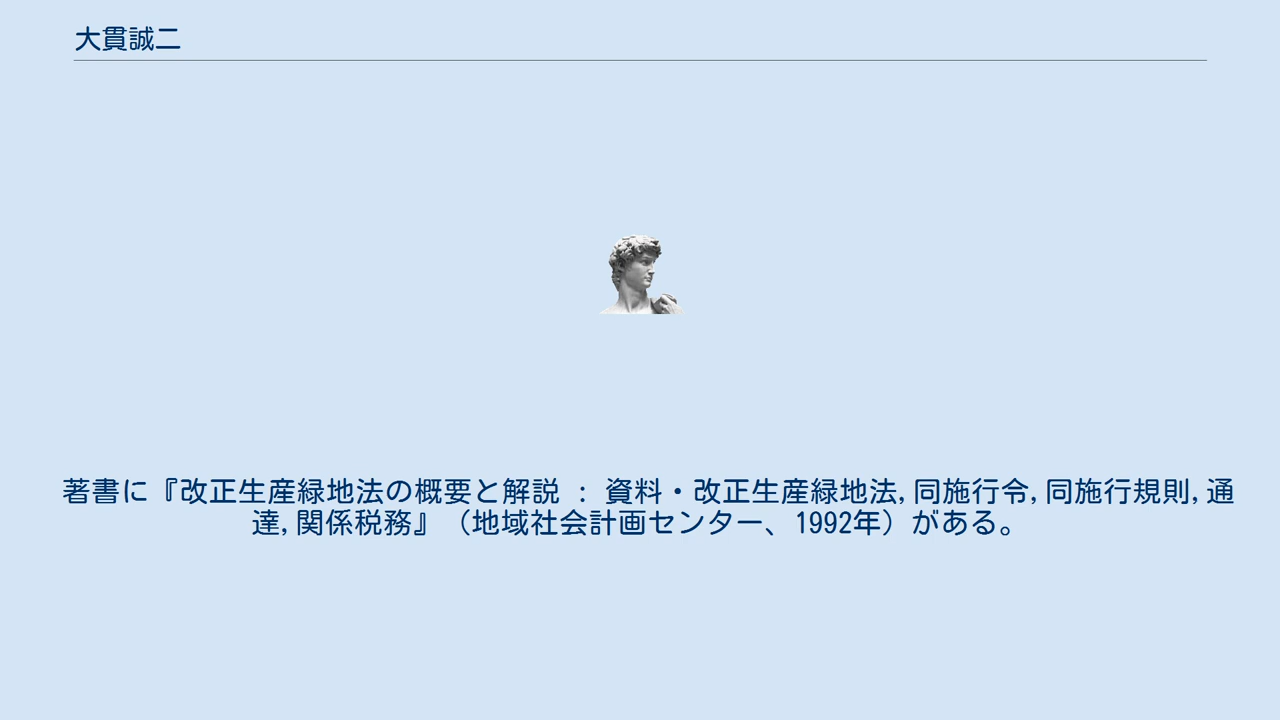 大貫誠二
著書に『改正生産緑地法の概要と解説 : 資料・改正生産緑地法,同施行令,同施行規則,通
達,関係税務』（地域社会計画センター、1992年）がある。